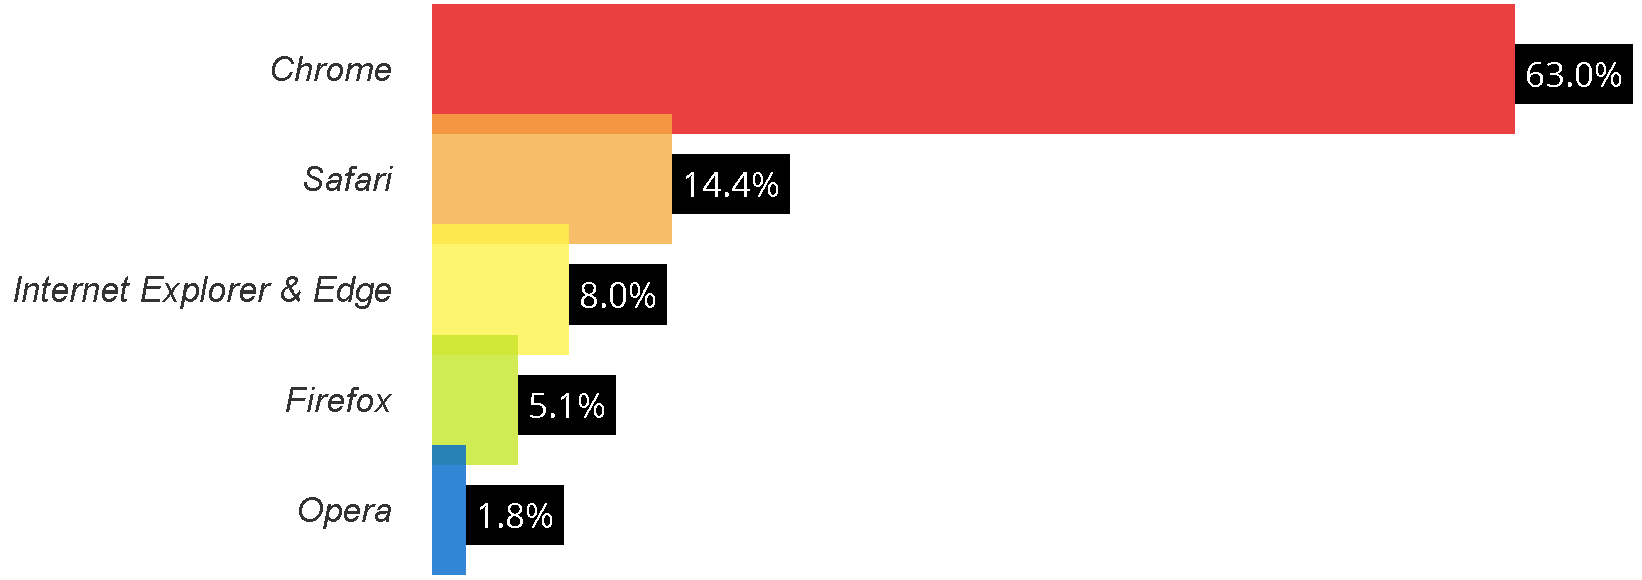 Chrome 63.0%
Safari 14.4%
Internet Explorer & Edge 8.0%
Firefox 5.1%
Opera 1.8%